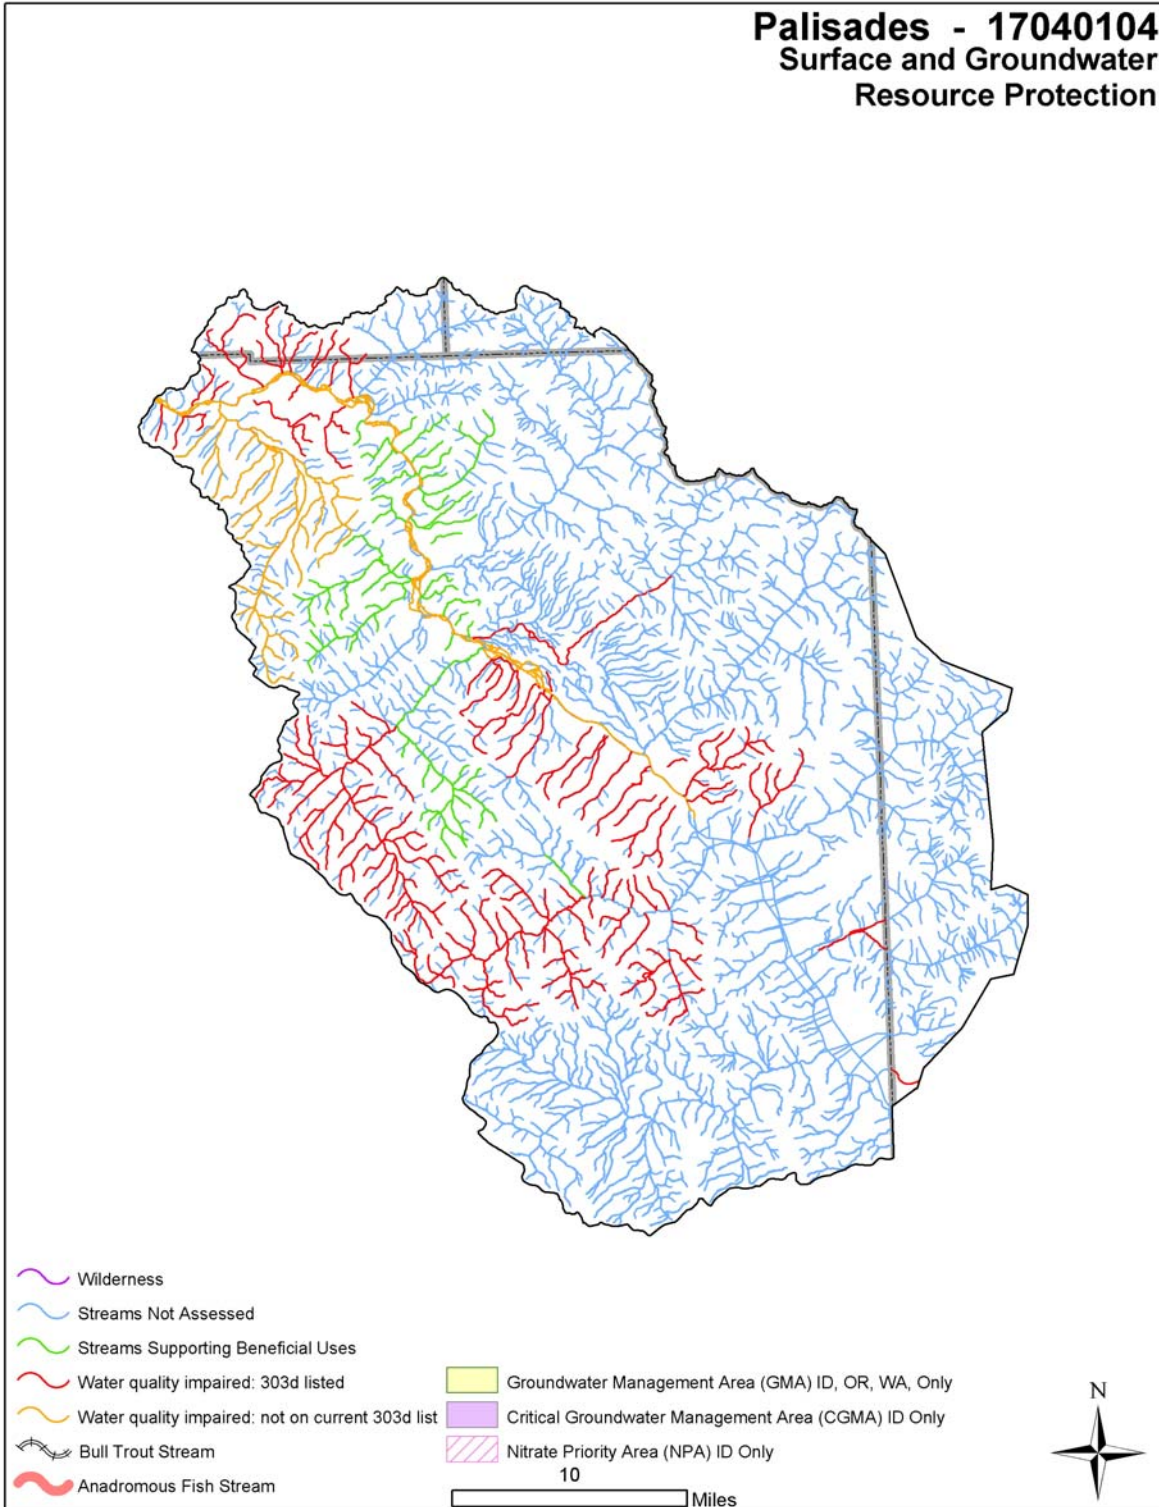 Palisades - 17040104
Surface and Groundwater
Resource Protection
Wilderness
Streams Not Assessed
Streams Supporting Beneficial Uses
Water quality impaired: 303d listed
Water quality impaired: not on current 303d list
Bull Trout Stream
Anadromous Fish Stream
Groundwater Management Area (GMA) ID, OR, WA, Only
Critical Groundwater Management Area (CGMA) ID Only
Nitrate Priority Area (NPA) ID Only
10
Miles
N